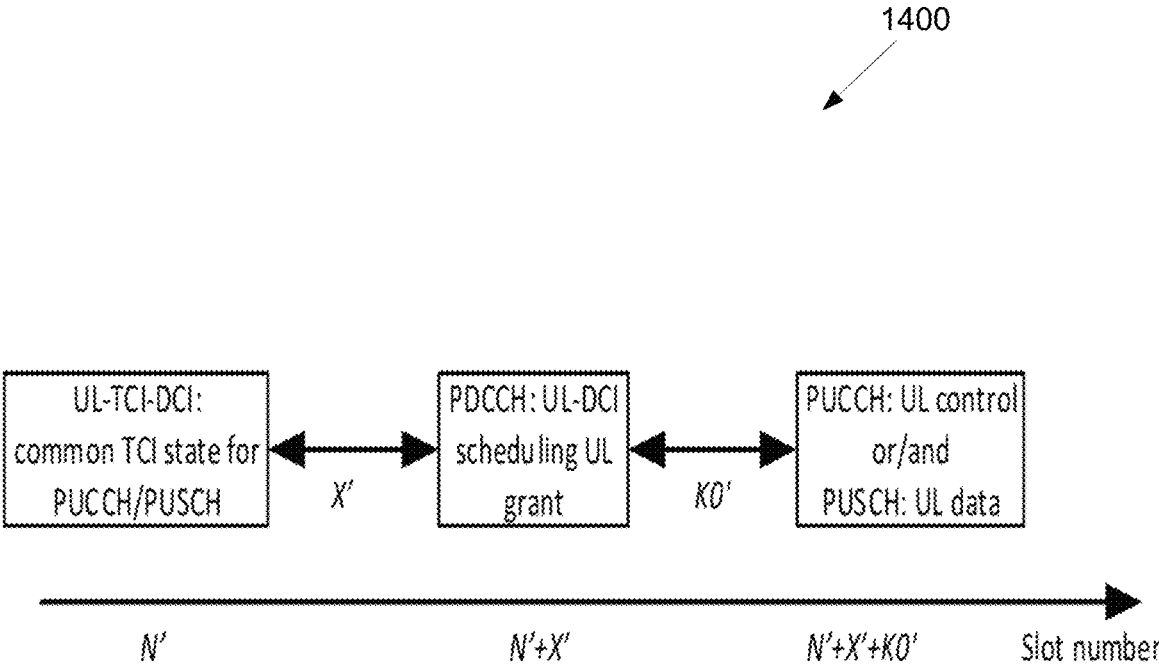 1400
UL-TCI-DCI:
common TCI state for
PUCCH/PUSCH
X'
PDCCH: UL-DCI
scheduling UL
grant
K0'
PUCCH: UL control
or/and
PUSCH: UL data
N'
N'+X'
N'+X'+K0'
Slot number